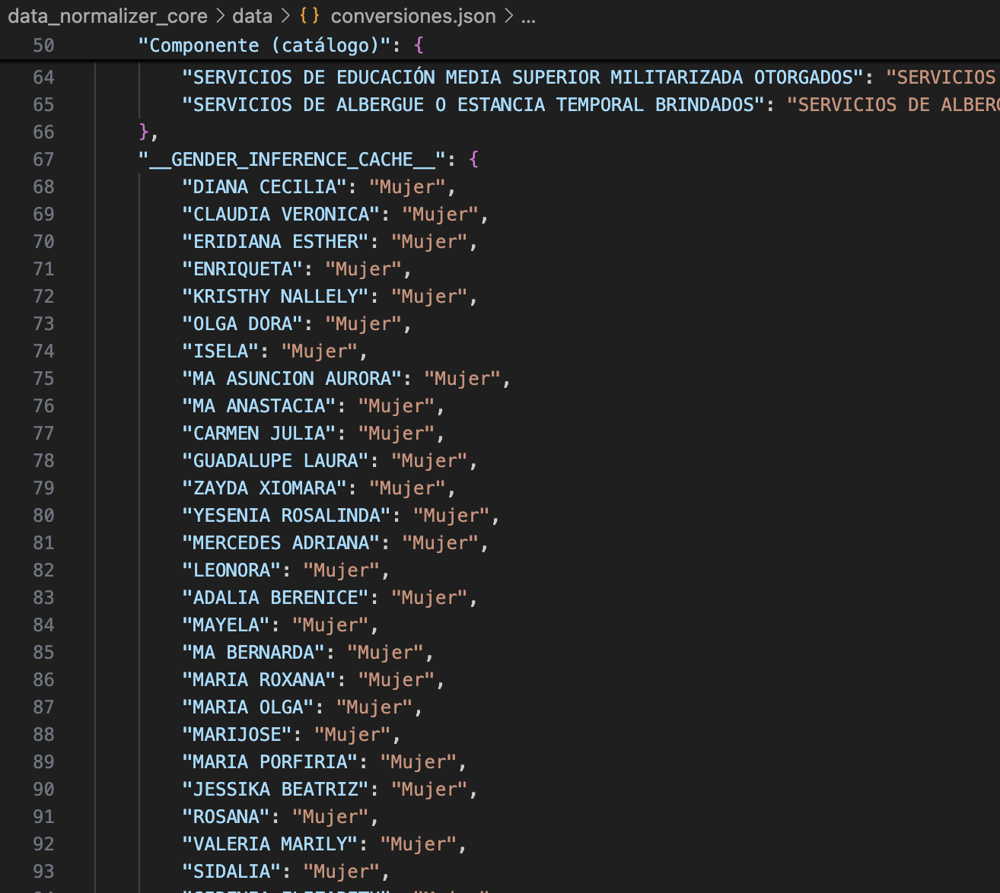 data_normalizer_core > data > {} conversiones.json > ...
50 "Componente (catálogo)": {
64 "SERVICIOS DE EDUCACIÓN MEDIA SUPERIOR MILITARIZADA OTORGADOS": "SERVICIOS
65 "SERVICIOS DE ALBERGUE O ESTANCIA TEMPORAL BRINDADOS": "SERVICIOS DE
66 },
67 "__GENDER_INFERENCE_CACHE__": {
68 "DIANA CECILIA": "Mujer",
69 "CLAUDIA VERONICA": "Mujer",
70 "ERIDIANA ESTHER": "Mujer",
71 "ENRIQUETA": "Mujer",
72 "KRISTHY NALLELY": "Mujer",
73 "OLGA DORA": "Mujer",
74 "ISELA": "Mujer",
75 "MA ASUNCION AURORA": "Mujer",
76 "MA ANASTACIA": "Mujer",
77 "CARMEN JULIA": "Mujer",
78 "GUADALUPE LAURA": "Mujer",
79 "ZAYDA XIOMARA": "Mujer",
80 "YESENIA ROSALINDA": "Mujer",
81 "MERCEDES ADRIANA": "Mujer",
82 "LEONORA": "Mujer",
83 "ADALIA BERENICE": "Mujer",
84 "MAYELA": "Mujer",
85 "MA BERNARDA": "Mujer",
86 "MARIA ROXANA": "Mujer",
87 "MARIA OLGA": "Mujer",
88 "MARIJOSE": "Mujer",
89 "MARIA PORFIRIA": "Mujer",
90 "JESSIKA BEATRIZ": "Mujer",
91 "ROSANA": "Mujer",
92 "VALERIA MARILY": "Mujer",
93 "SIDALIA": "Mujer",